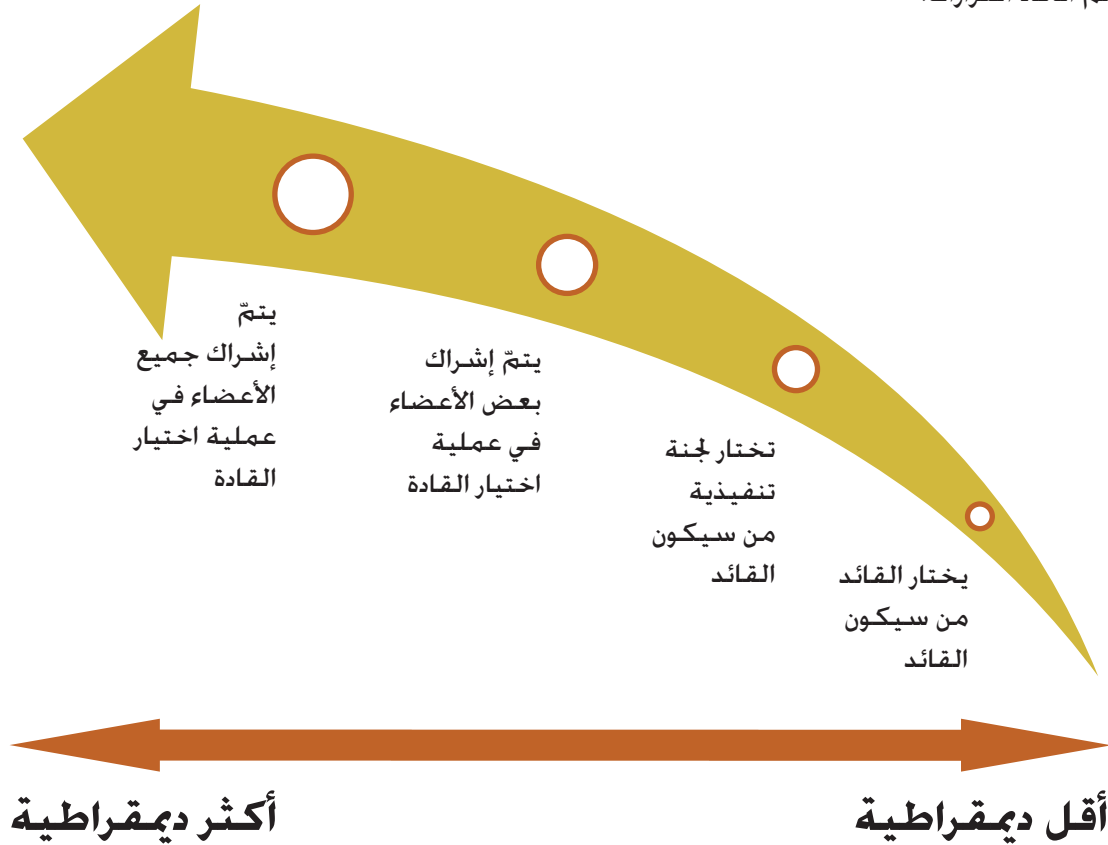 يختار القائد
من سيكون
القائد
تختار لجنة
تنفيذية
من سيكون
القائد
يتمّ إشراك
بعض الأعضاء
في عملية
اختيار القادة
يتمّ
إشراك جميع
الأعضاء في
عملية اختيار
القادة
أقل ديمقراطية
أكثر ديمقراطية